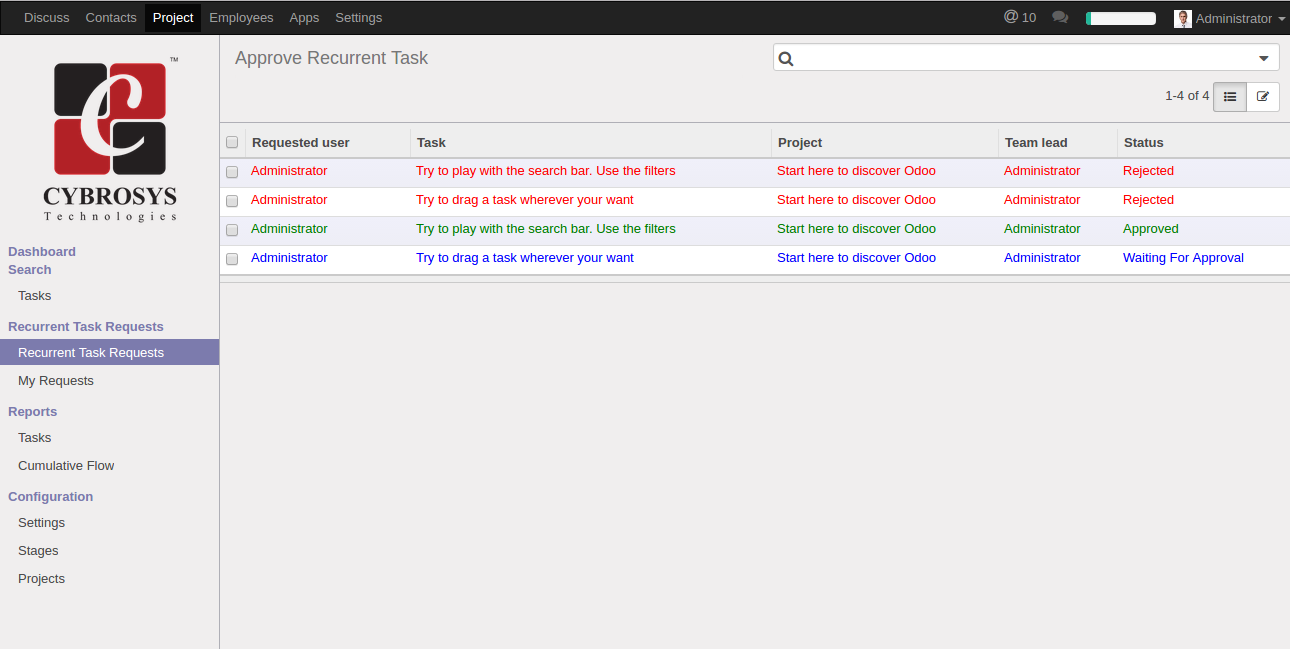 Discuss Contacts Project Employees Apps Settings @ 10 Administrator
Approve Recurrent Task
1-4 of 4
™
CYBROSYS
Technologies
Dashboard
Search
Tasks
Recurrent Task Requests
Recurrent Task Requests
My Requests
Reports
Tasks
Cumulative Flow
Configuration
Settings
Stages
Projects
Requested user Task Project Team lead Status
Administrator Try to play with the search bar. Use the filters Start here to discover Odoo Administrator Rejected
Administrator Try to drag a task wherever your want Start here to discover Odoo Administrator Rejected
Administrator Try to play with the search bar. Use the filters Start here to discover Odoo Administrator Approved
Administrator Try to drag a task wherever your want Start here to discover Odoo Administrator Waiting For Approval